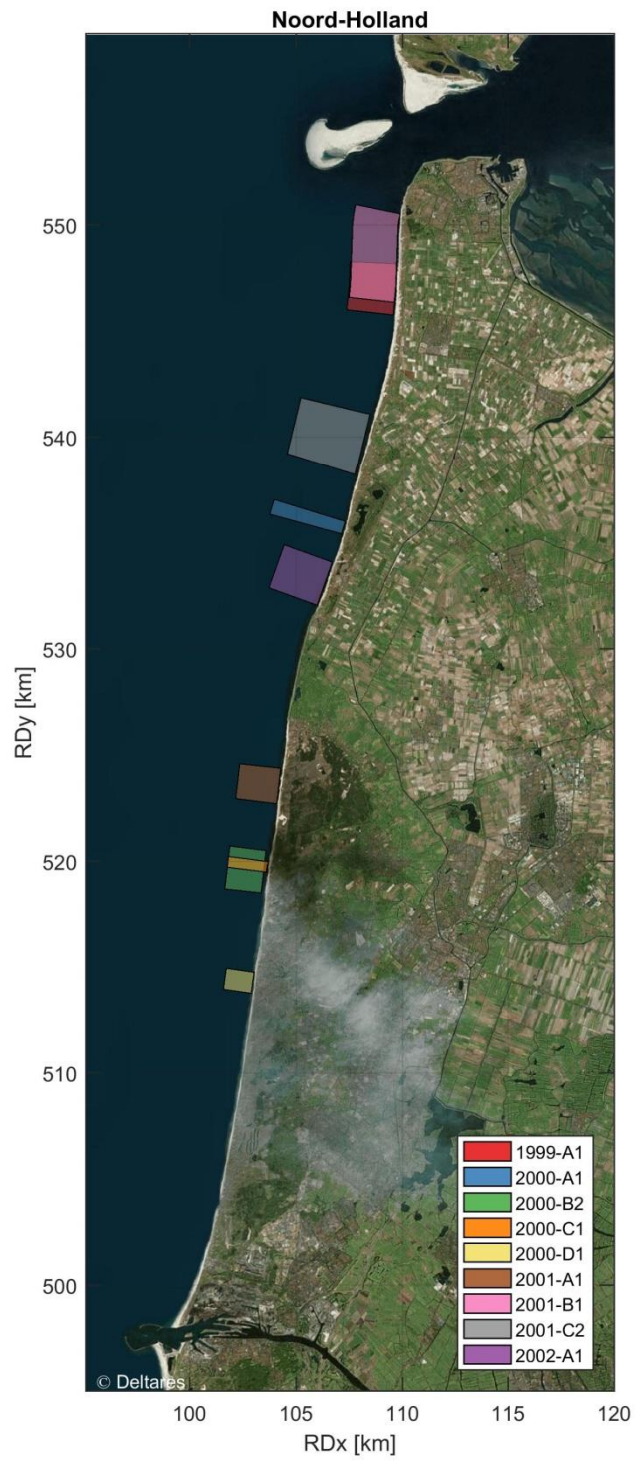 Noord-Holland
550
540
530
520
510
500
RDy [km]
1999-A1
2000-A1
2000-B2
2000-C1
2000-D1
2001-A1
2001-B1
2001-C2
2002-A1
© Deltares
100
105
110
115
120
RDx [km]